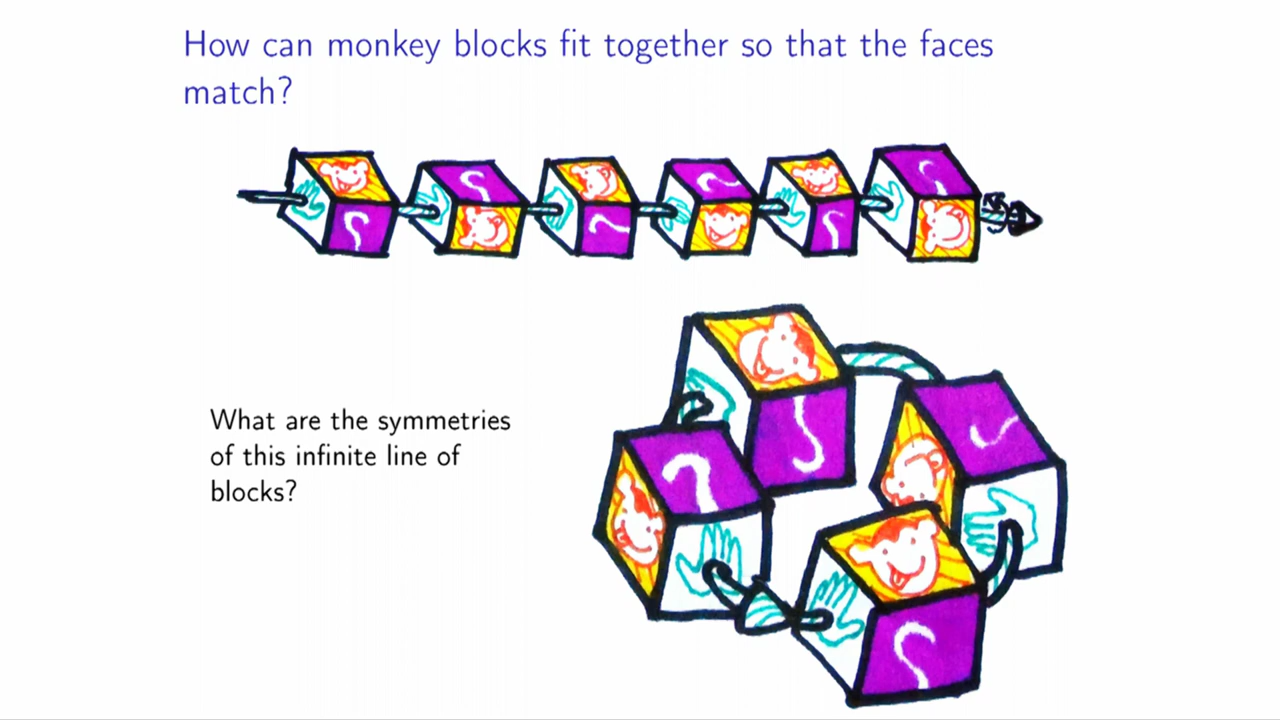 How can monkey blocks fit together so that the faces
match?
What are the symmetries
of this infinite line of
blocks?